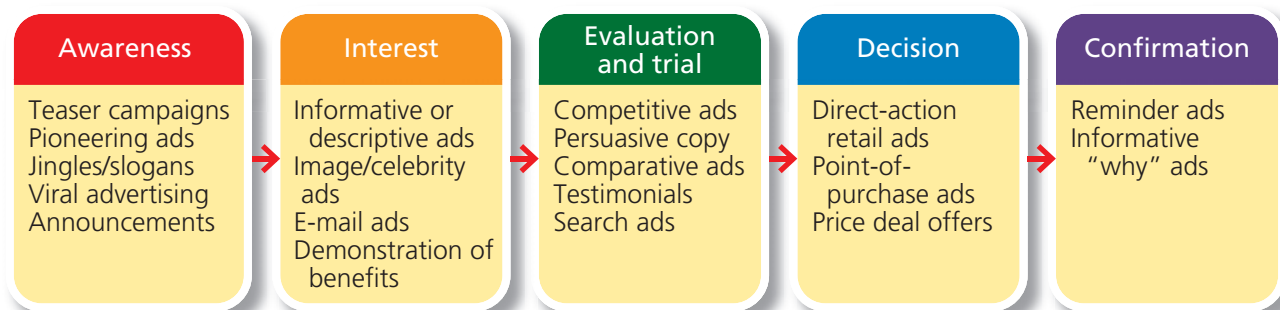 Awareness
Teaser campaigns
Pioneering ads
Jingles/slogans
Viral advertising
Announcements
Interest
Informative or
descriptive ads
Image/celebrity
ads
E-mail ads
Demonstration of
benefits
Evaluation
and trial
Competitive ads
Persuasive copy
Comparative ads
Testimonials
Search ads
Decision
Direct-action
retail ads
Point-of-
purchase ads
Price deal offers
Confirmation
Reminder ads
Informative
“why” ads